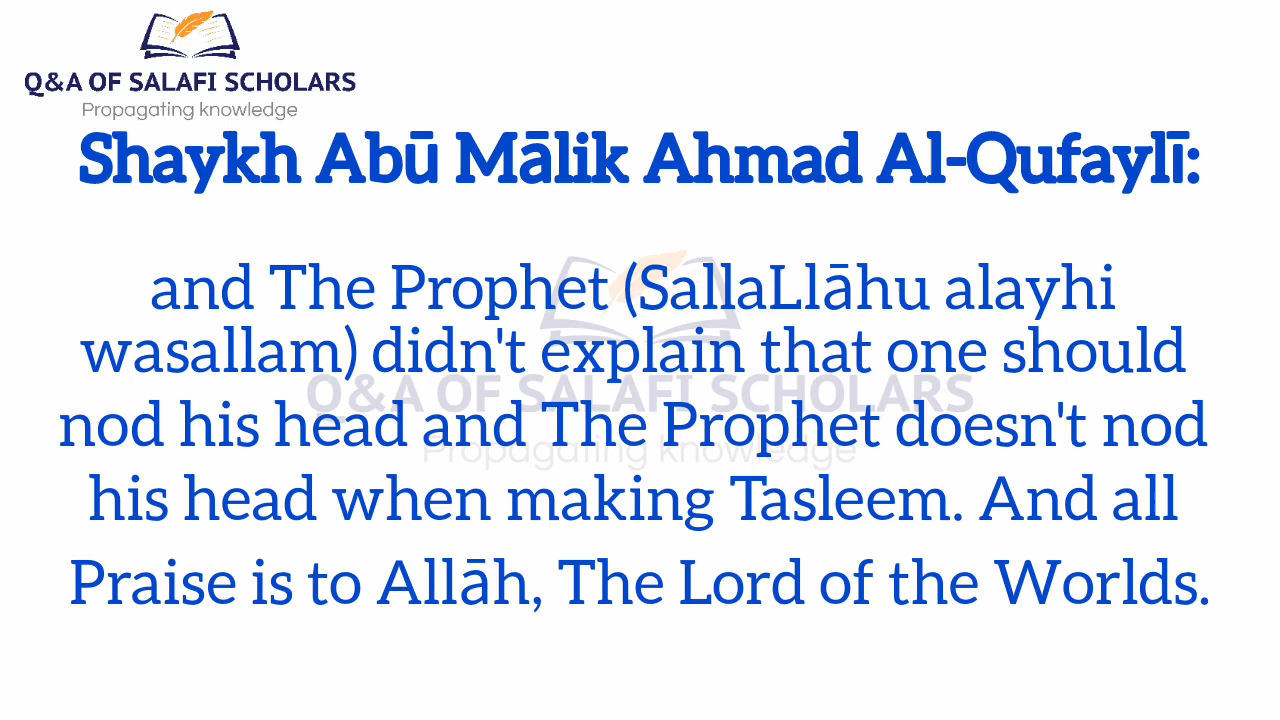 Q&A OF SALAFI SCHOLARS
Propagating knowledge
Shaykh Abū Mālik Ahmad Al-Qufaylī:
and The Prophet (SallaLlāhu alayhi
wasallam) didn't explain that one should
nod his head and The Prophet doesn't nod
his head when making Tasleem. And all
Praise is to Allāh, The Lord of the Worlds.
Q&A OF SALAFI SCHOLARS
Propagating knowledge